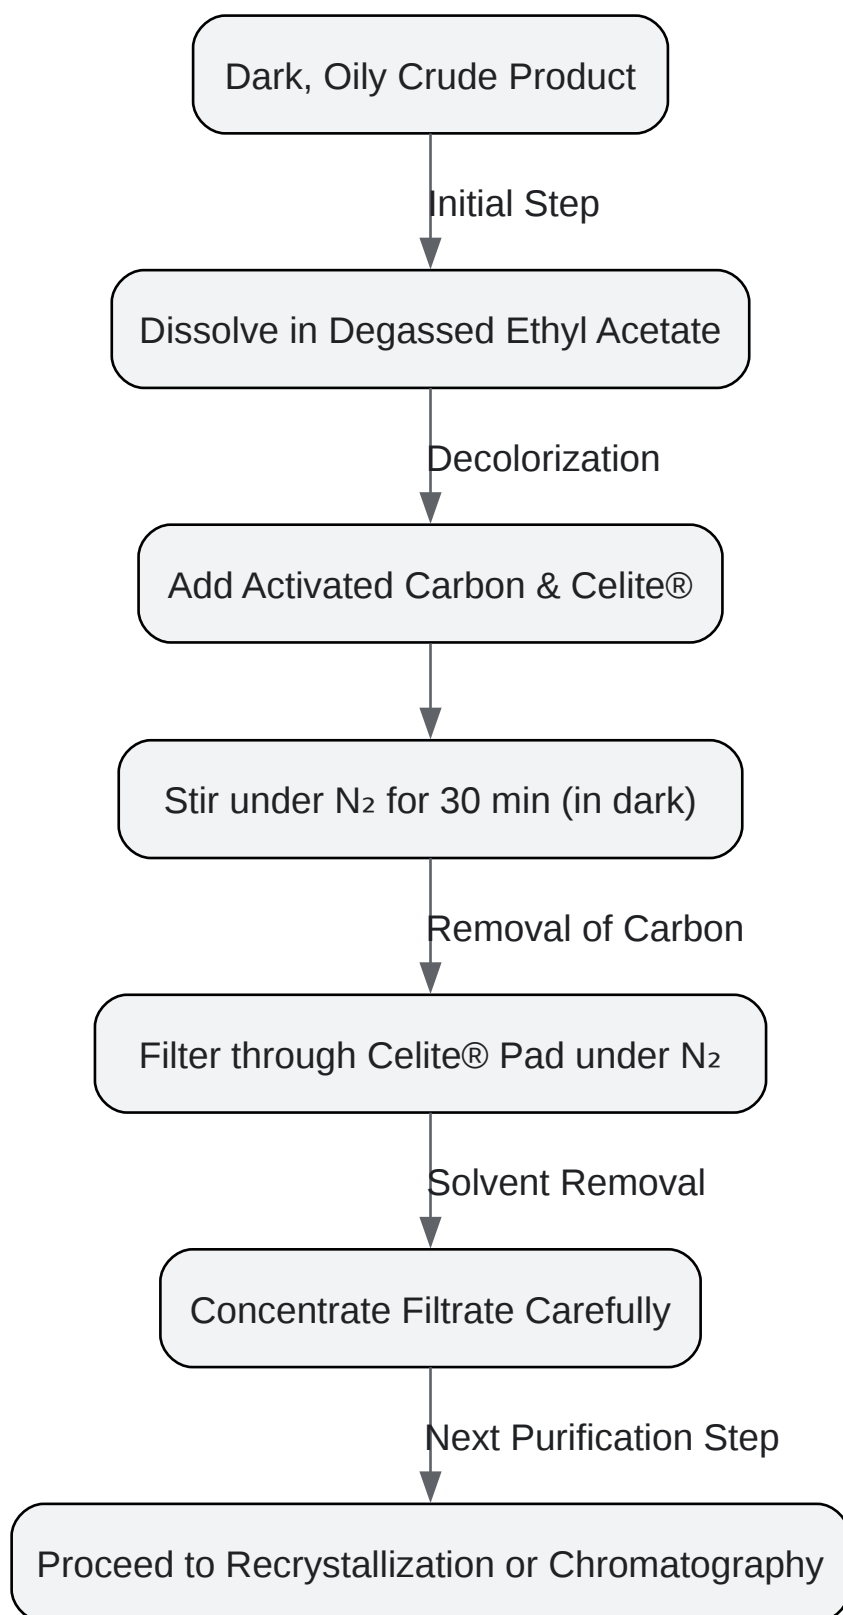 Dark, Oily Crude Product
Initial Step
Dissolve in Degassed Ethyl Acetate
Decolorization
Add Activated Carbon & Celite®
Stir under N₂ for 30 min (in dark)
Removal of Carbon
Filter through Celite® Pad under N₂
Solvent Removal
Concentrate Filtrate Carefully
Next Purification Step
Proceed to Recrystallization or Chromatography